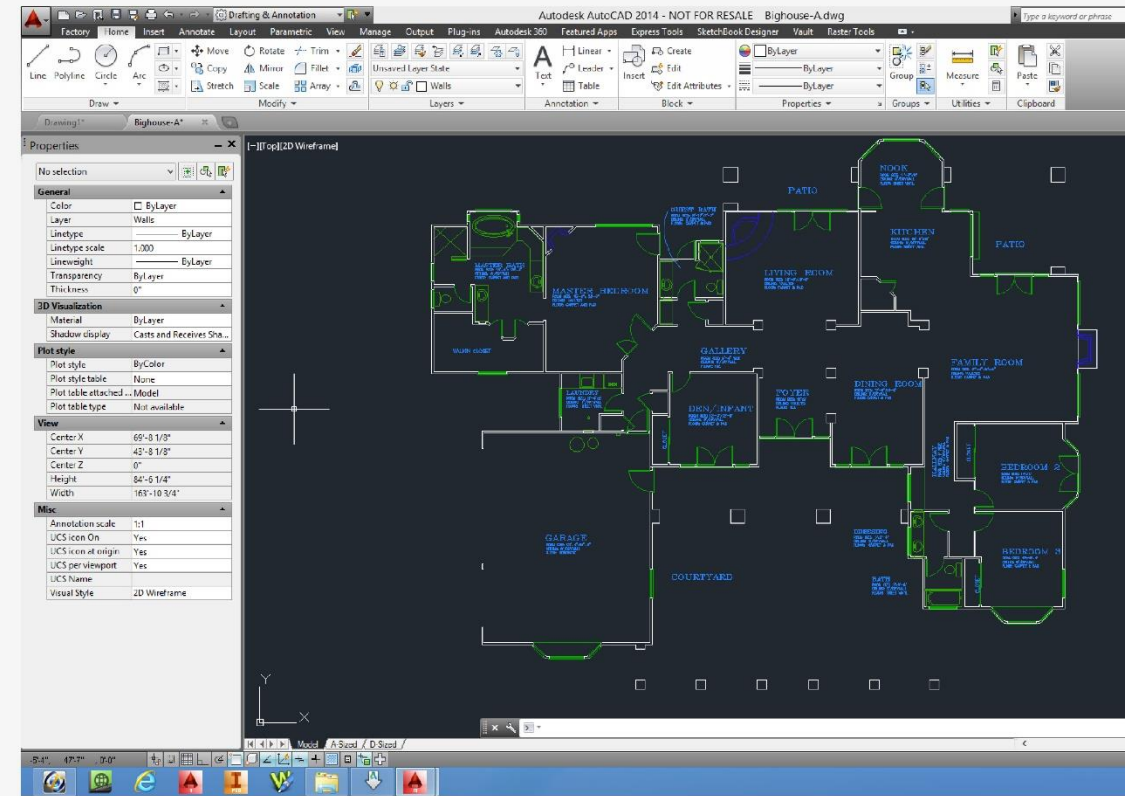 Drafting & Annotation
Autodesk AutoCAD 2014 - NOT FOR RESALE Bighouse-A.dwg
Type a keyword or phrase
Factory Home Insert Annotate Layout Parametric View Manage Output Plug-ins Autodesk 360 Featured Apps Express Tools SketchBook Designer Vault Raster Tools
Line Polyline Circle Arc
Move Rotate Trim
Copy Mirror Fillet
Stretch Scale Array
Unsaved Layer State
Walls
Text
Linear
Leader
Table
Insert
Create
Edit
Edit Attributes
ByLayer
ByLayer
ByLayer
Group
Measure
Paste
Draw Modify Layers Annotation Block Properties Groups Utilities Clipboard
Drawing1* Bighouse-A*
Properties
No selection
General
Color ByLayer
Layer Walls
Linetype ByLayer
Linetype scale 1.000
Lineweight ByLayer
Transparency ByLayer
Thickness 0"
3D Visualization
Material ByLayer
Shadow display Casts and Receives Sha...
Plot style
Plot style ByColor
Plot style table None
Plot table attached ... Model
Plot table type Not available
View
Center X 69'-8 1/8"
Center Y 43'-8 1/8"
Center Z 0"
Height 84'-6 1/4"
Width 163'-10 3/4"
Misc
Annotation scale 1:1
UCS icon On Yes
UCS icon at origin Yes
UCS per viewport Yes
UCS Name
Visual Style 2D Wireframe
[−][Top][2D Wireframe]
NOOK
PATIO
GUEST BATH
KITCHEN
PATIO
MASTER BATH
LIVING ROOM
MASTER BEDROOM
WALKIN CLOSET
GALLERY
FAMILY ROOM
LAUNDRY
FOYER
DINING ROOM
DEN/INFANT
CLOSET
HALLWAY
CLOSET
BEDROOM 2
GARAGE
DRESSING
BEDROOM 3
COURTYARD
BATH
CLOSET
Y
X
Model A-Sized D-Sized